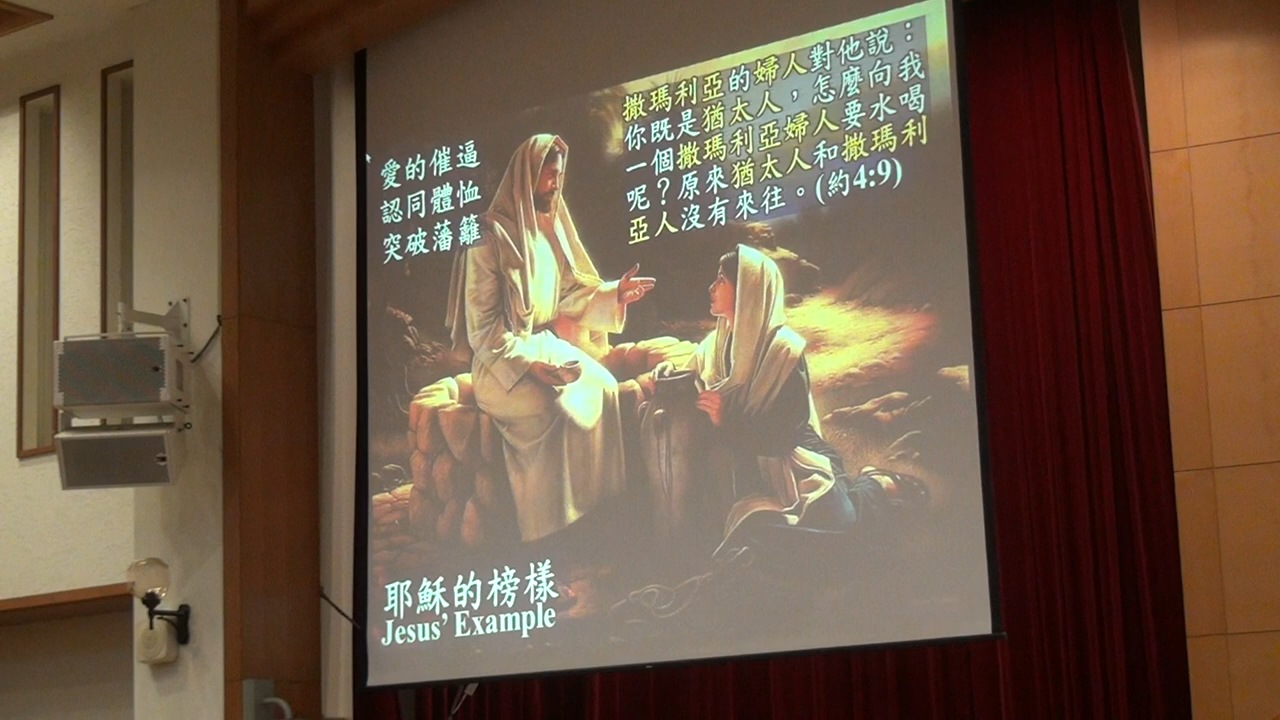 愛的催逼
認同體恤
突破藩籬
撒瑪利亞的婦人對他說：
你既是猶太人，怎麼向我
一個撒瑪利亞婦人要水喝
呢？原來猶太人和撒瑪利
亞人沒有來往。(約4:9)
耶穌的榜樣
Jesus' Example